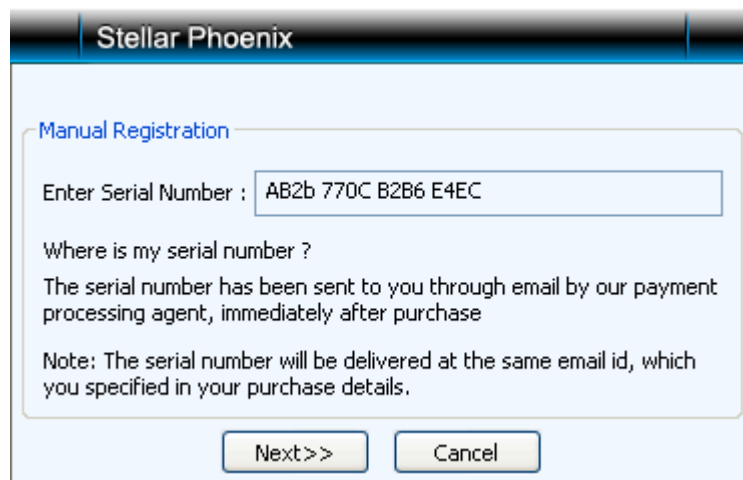 Stellar Phoenix
Manual Registration
Enter Serial Number : AB2b 770C B2B6 E4EC
Where is my serial number ?
The serial number has been sent to you through email by our payment
processing agent, immediately after purchase
Note: The serial number will be delivered at the same email id, which
you specified in your purchase details.
Next>> Cancel